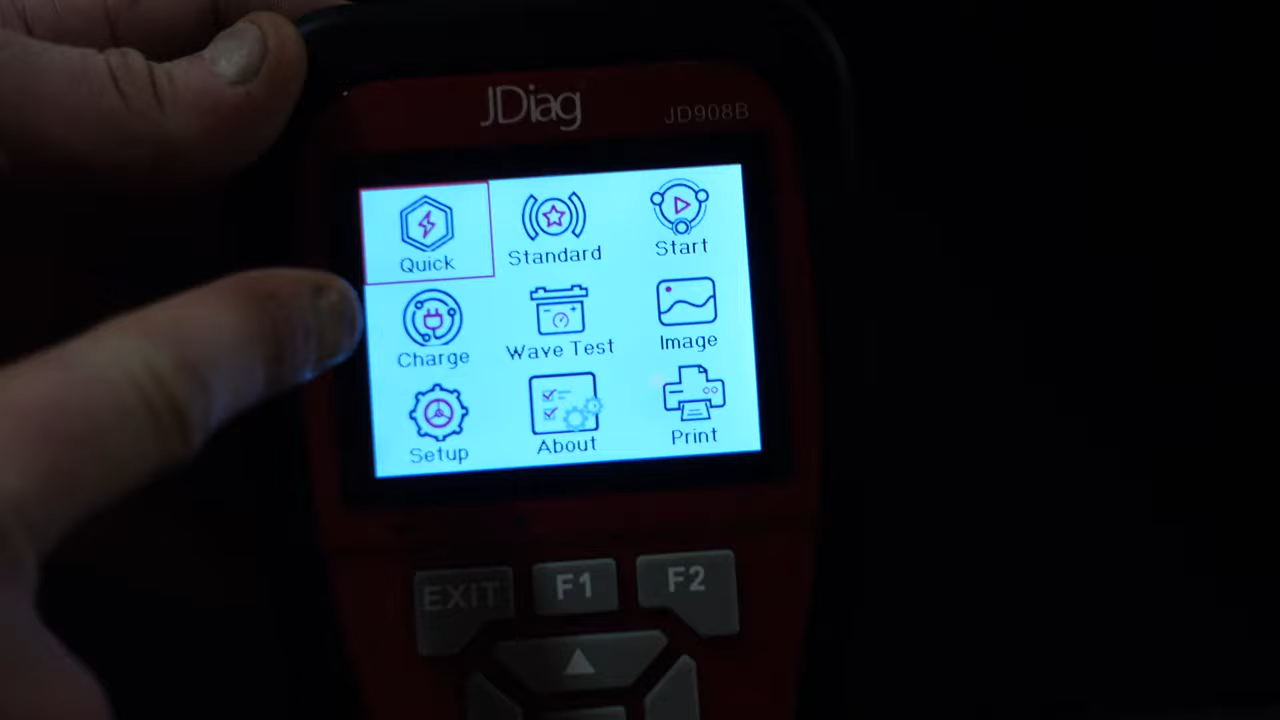 JDiag
JD908B
Quick
Standard
Start
Charge
Wave Test
Image
Setup
About
Print
EXIT
F1
F2